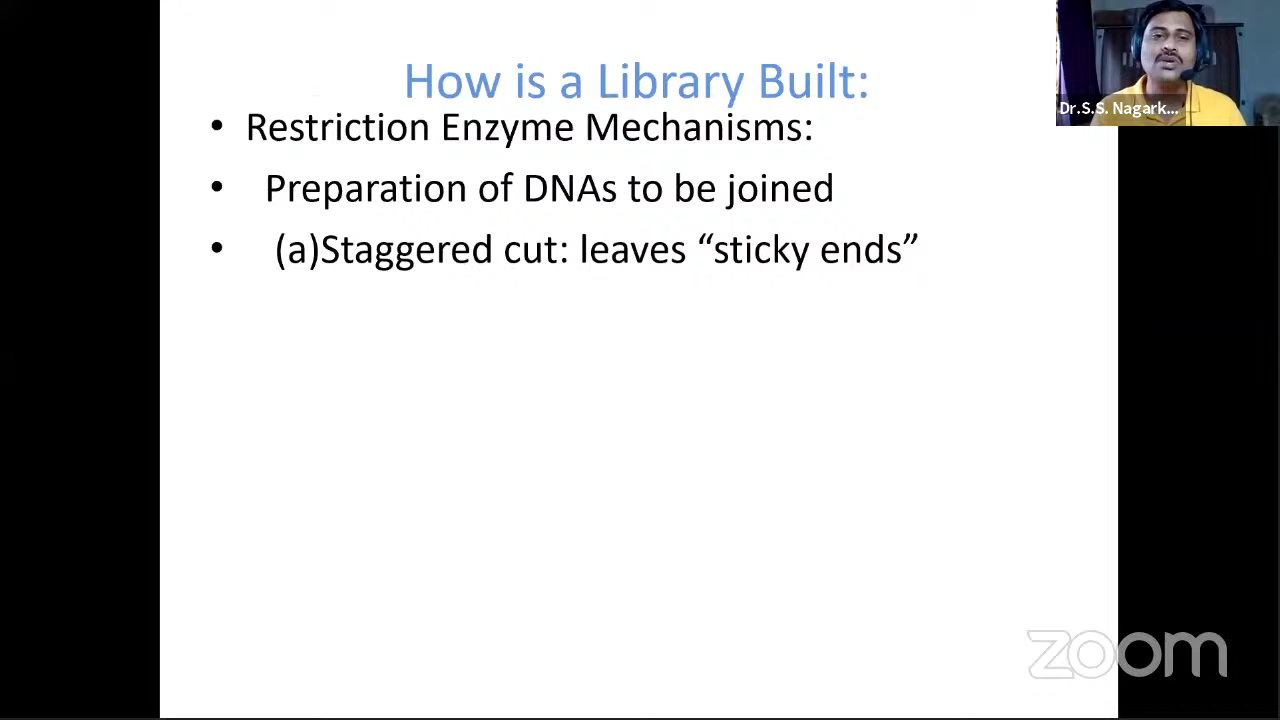 How is a Library Built:
• Restriction Enzyme Mechanisms:
• Preparation of DNAs to be joined
• (a)Staggered cut: leaves “sticky ends”
Dr.S.S. Nagark...
zoom